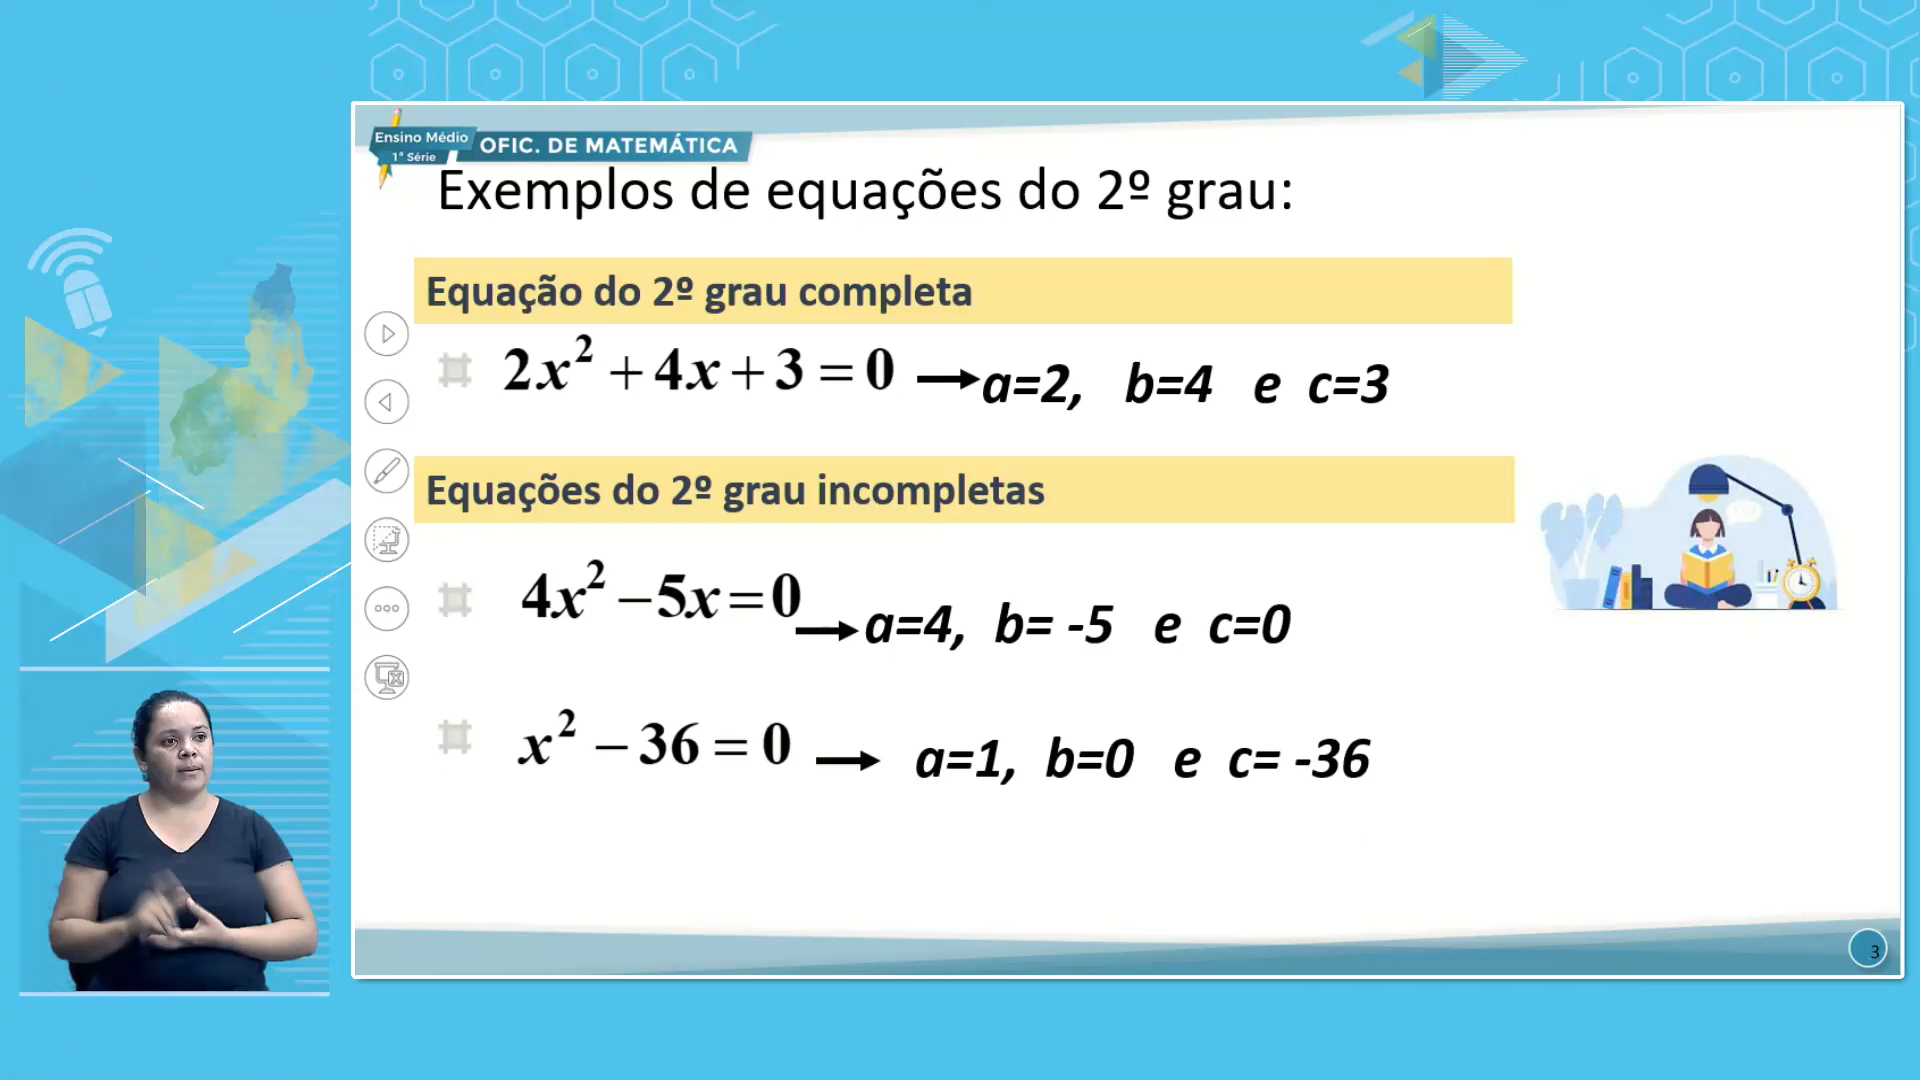 Ensino Médio
1ª Série
OFIC. DE MATEMÁTICA
Exemplos de equações do 2º grau:
Equação do 2º grau completa
2x² + 4x + 3 = 0 → a=2, b=4 e c=3
Equações do 2º grau incompletas
4x² − 5x = 0 → a=4, b= -5 e c=0
x² − 36 = 0 → a=1, b=0 e c= -36
3